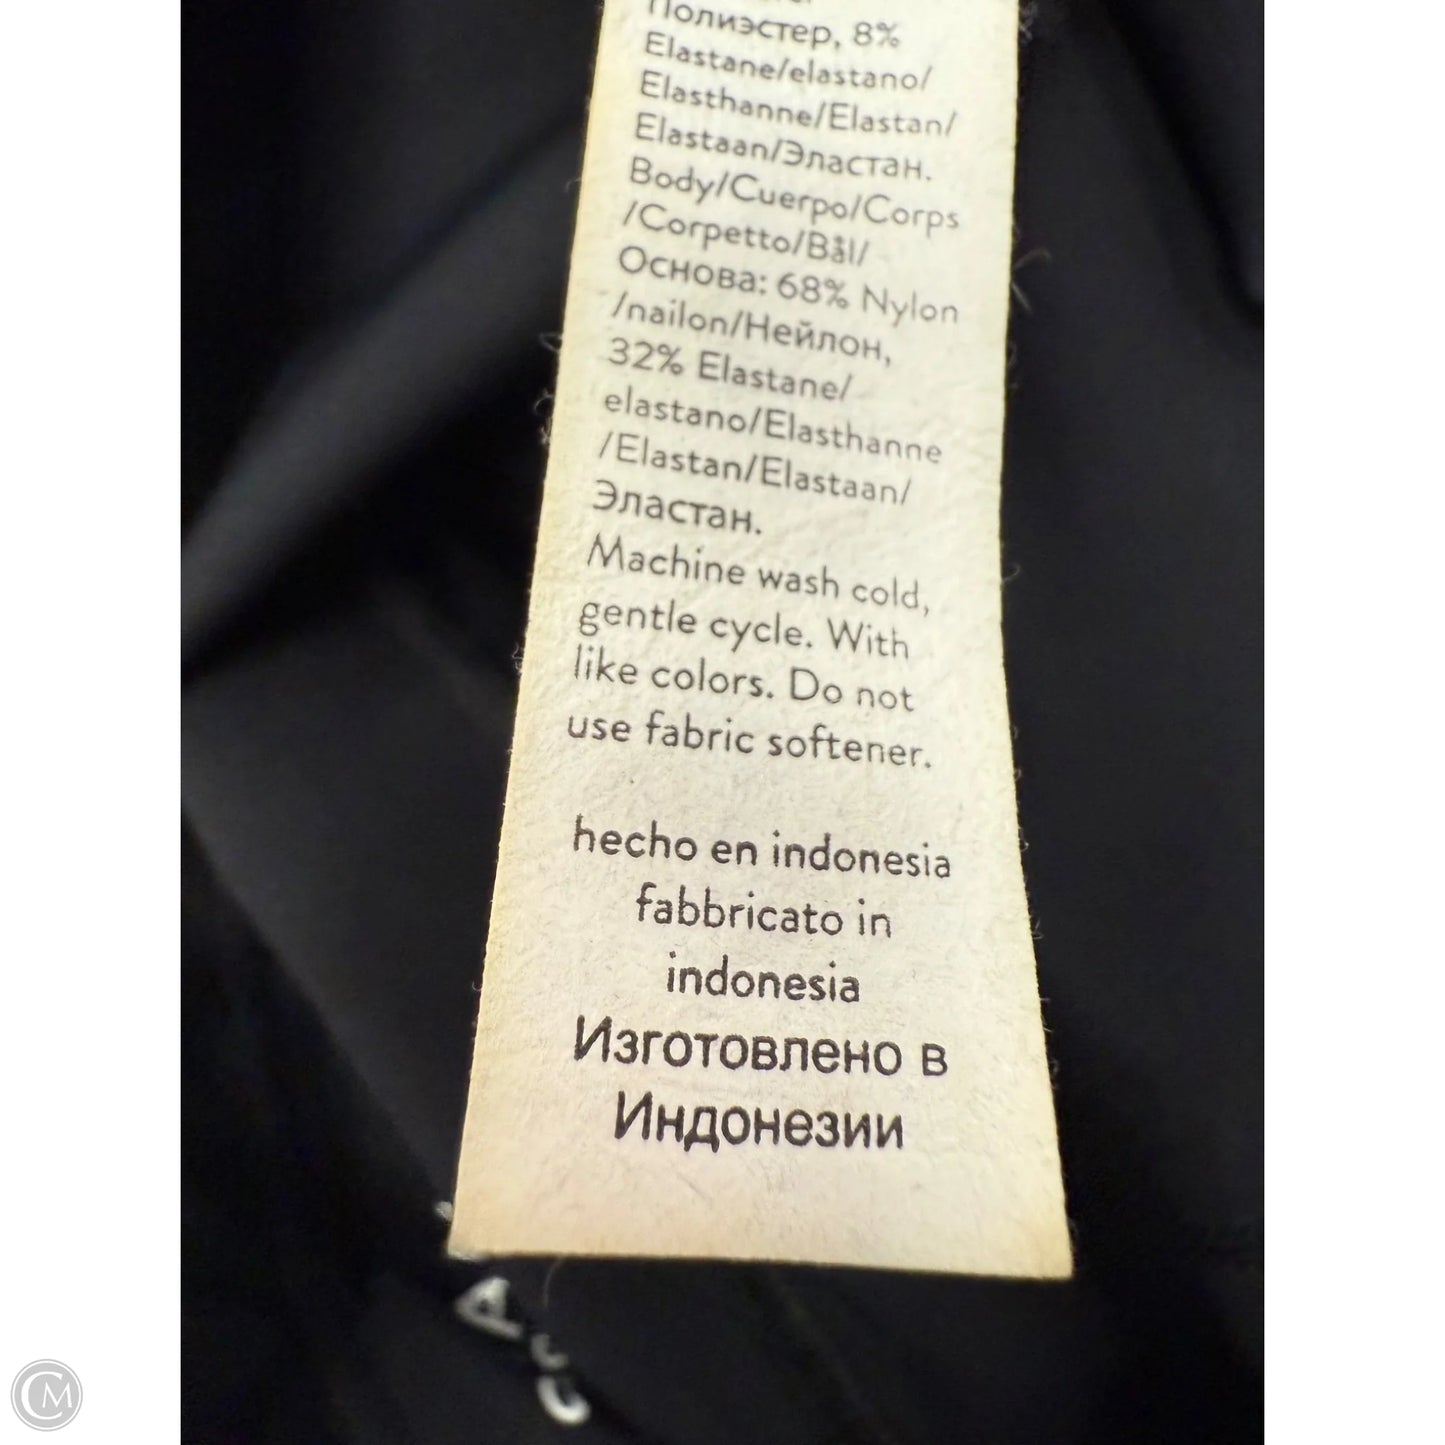 Полиэстер, 8%
Elastane/elastano/
Elasthanne/Elastan/
Elastaan/Эластан.
Body/Cuerpo/Corps
/Corpetto/Bål/
Основа: 68% Nylon
/nailon/Нейлон,
32% Elastane/
elastano/Elasthanne
/Elastan/Elastaan/
Эластан.
Machine wash cold,
gentle cycle. With
like colors. Do not
use fabric softener.
hecho en indonesia
fabbricato in
indonesia
Изготовлено в
Индонезии
CM